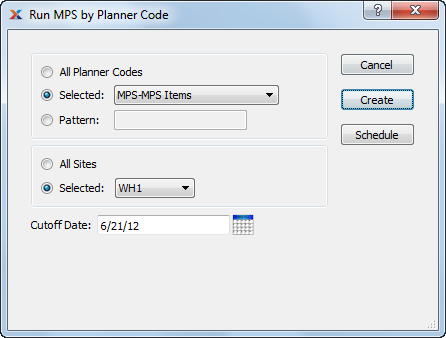 Run MPS by Planner Code
All Planner Codes
Selected: MPS-MPS Items
Pattern:
All Sites
Selected: WH1
Cutoff Date: 6/21/12
Cancel
Create
Schedule